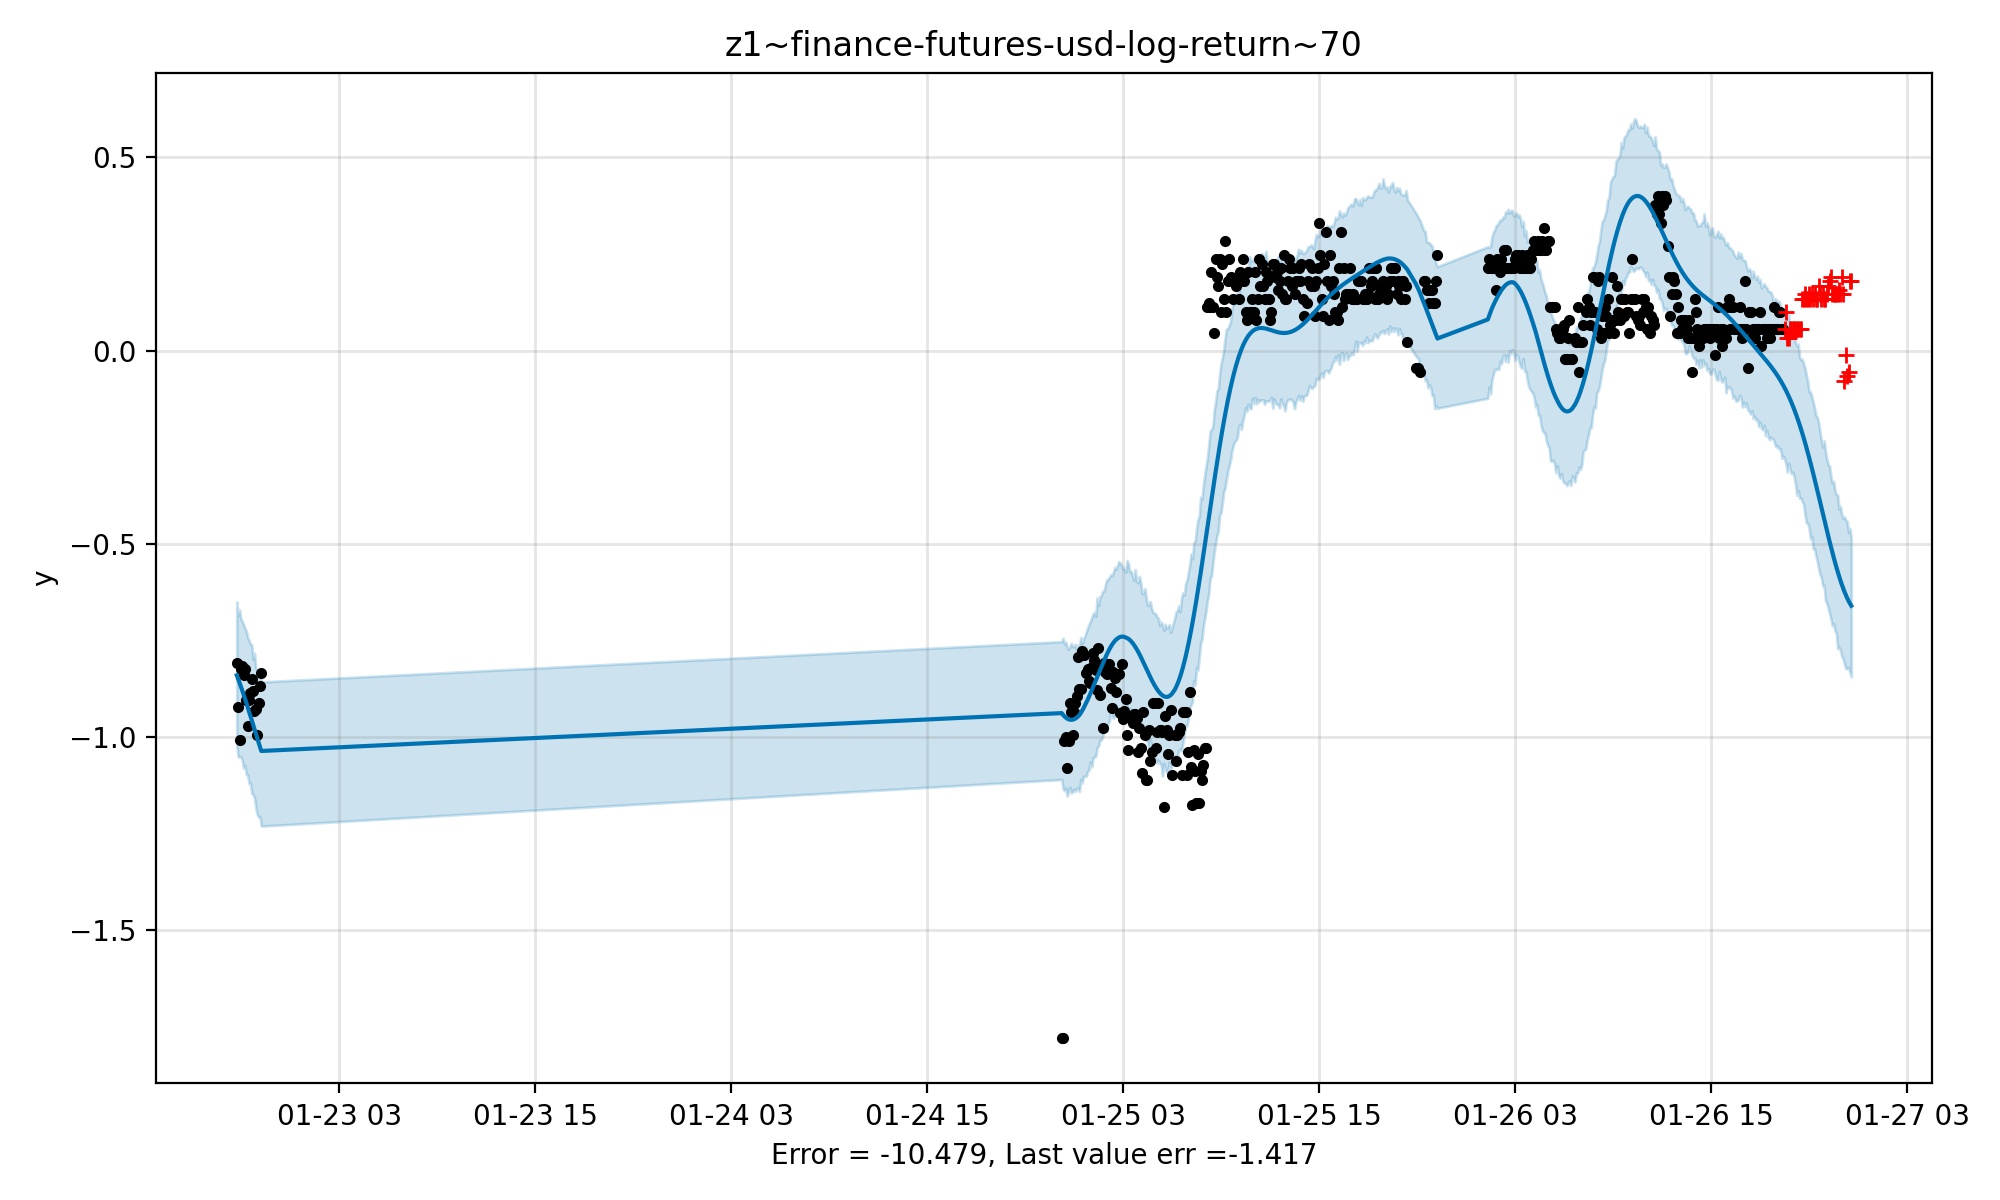 z1~finance-futures-usd-log-return~70
y
0.5
0.0
−0.5
−1.0
−1.5
01-23 03 01-23 15 01-24 03 01-24 15 01-25 03 01-25 15 01-26 03 01-26 15 01-27 03
Error = -10.479, Last value err =-1.417